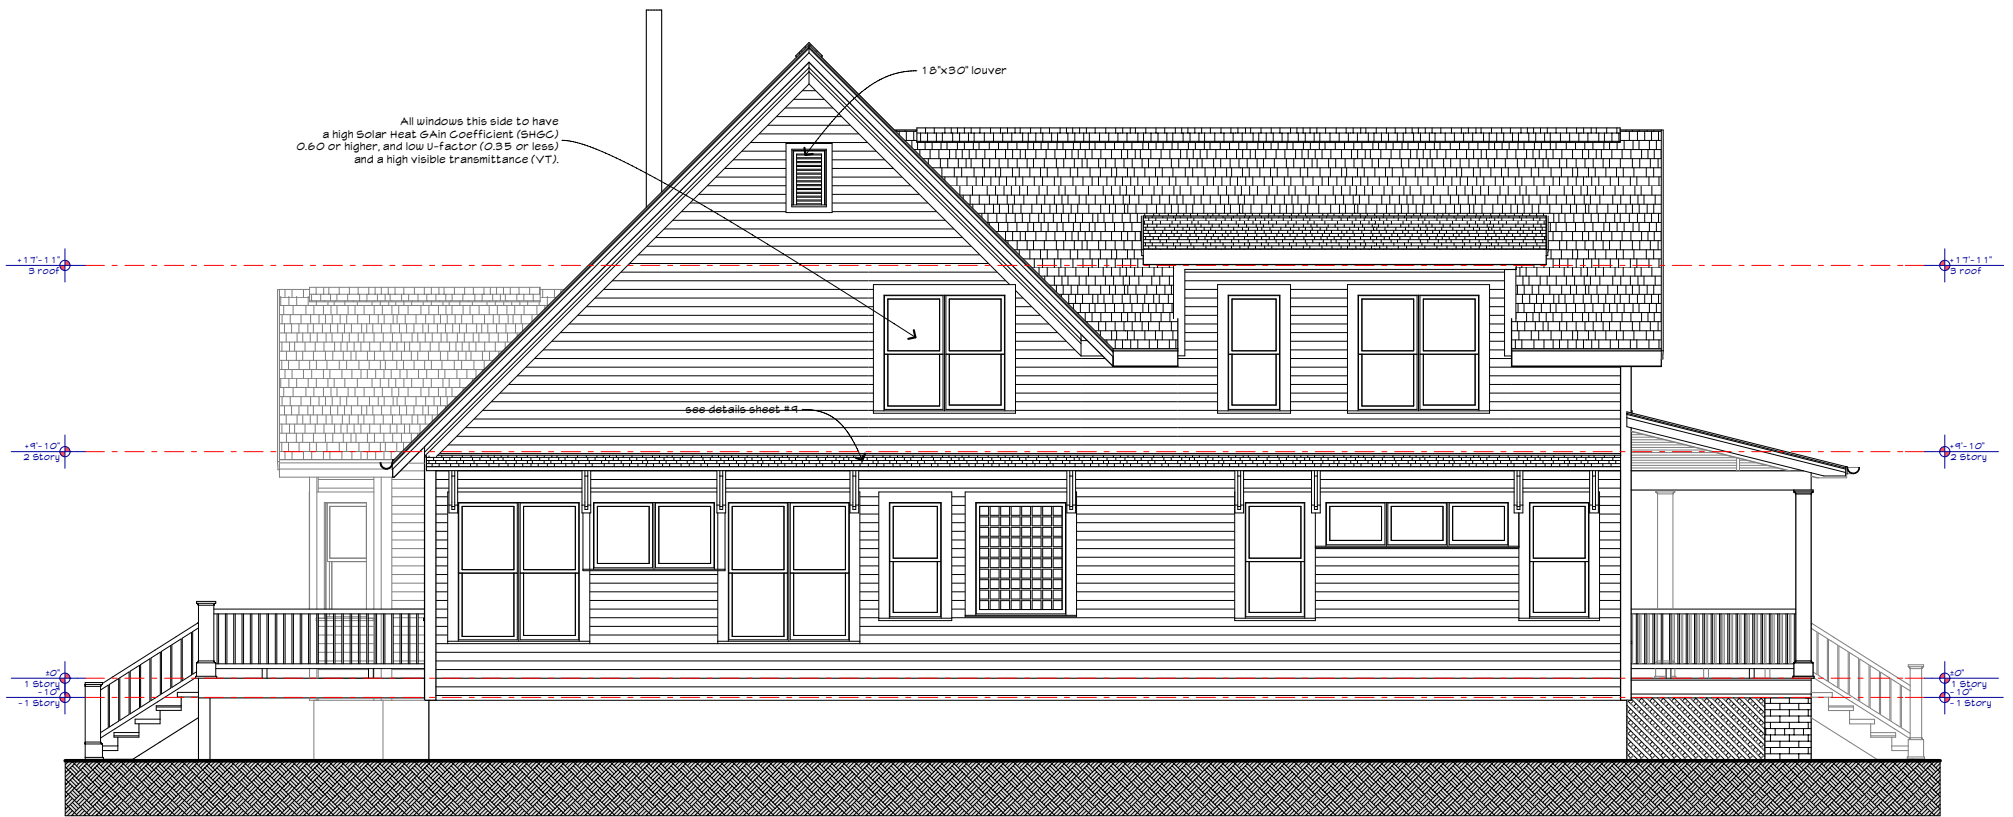 18"x30" louver
All windows this side to have
a high Solar Heat GAin Coefficient (SHGC)
0.60 or higher, and low U-factor (0.35 or less)
and a high visible transmittance (VT).
+17'-11"
3 roof
+17'-11"
3 roof
see details sheet #9
+9'-10"
2 Story
+9'-10"
2 Story
±0"
1 Story
-10"
-1 Story
±0"
1 Story
-10"
-1 Story